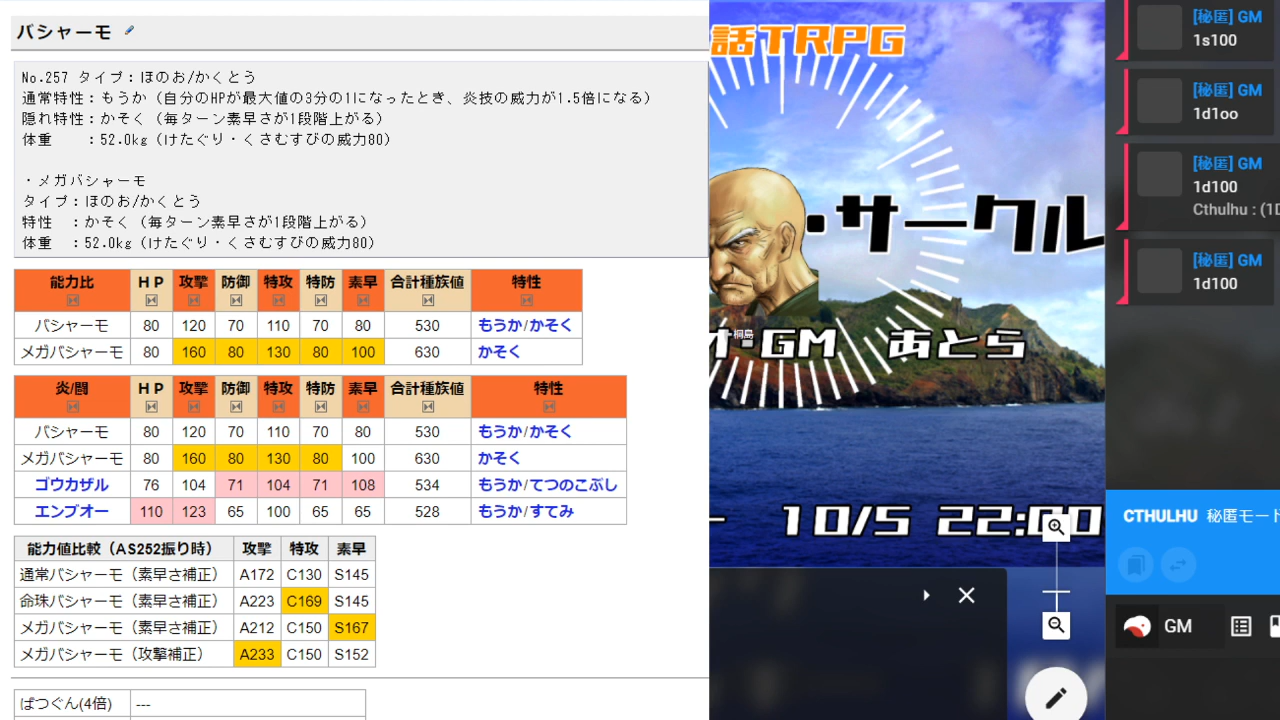 バシャーモ
No.257 タイプ：ほのお/かくとう
通常特性：もうか（自分のHPが最大値の3分の1になったとき、炎技の威力が1.5倍になる）
隠れ特性：かそく（毎ターン素早さが1段階上がる）
体重　　：52.0kg（けたぐり・くさむすびの威力80）
・メガバシャーモ
タイプ：ほのお/かくとう
特性　：かそく（毎ターン素早さが1段階上がる）
体重　：52.0kg（けたぐり・くさむすびの威力80）
能力比 ＨＰ 攻撃 防御 特攻 特防 素早 合計種族値 特性
バシャーモ 80 120 70 110 70 80 530 もうか/かそく
メガバシャーモ 80 160 80 130 80 100 630 かそく
炎/闘 ＨＰ 攻撃 防御 特攻 特防 素早 合計種族値 特性
バシャーモ 80 120 70 110 70 80 530 もうか/かそく
メガバシャーモ 80 160 80 130 80 100 630 かそく
ゴウカザル 76 104 71 104 71 108 534 もうか/てつのこぶし
エンブオー 110 123 65 100 65 65 528 もうか/すてみ
能力値比較（AS252振り時） 攻撃 特攻 素早
通常バシャーモ（素早さ補正） A172 C130 S145
命珠バシャーモ（素早さ補正） A223 C169 S145
メガバシャーモ（素早さ補正） A212 C150 S167
メガバシャーモ（攻撃補正） A233 C150 S152
ばつぐん(4倍) ---
話TRPG
・サークル
桐島
・GM　あとら
10/5 22:00
[秘匿] GM
1s100
[秘匿] GM
1d1oo
[秘匿] GM
1d100
Cthulhu : (1D
[秘匿] GM
1d100
CTHULHU 秘匿モード
GM